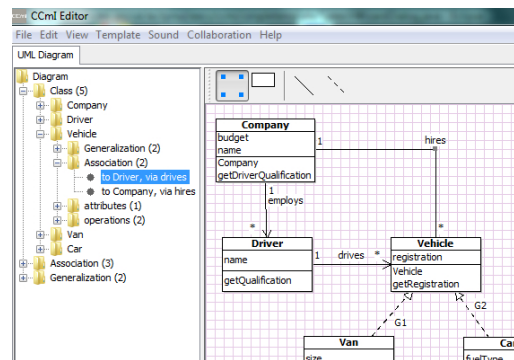 CCmI Editor
File Edit View Template Sound Collaboration Help
UML Diagram
Diagram
Class (5)
Company
Driver
Vehicle
Generalization (2)
Association (2)
to Driver, via drives
to Company, via hires
attributes (1)
operations (2)
Van
Car
Association (3)
Generalization (2)
Company
budget
name
Company
getDriverQualification
1
hires
1
employs
*
*
Driver
name
getQualification
1 drives *
Vehicle
registration
Vehicle
getRegistration
G1
G2
Van
size
Ca
fuelType